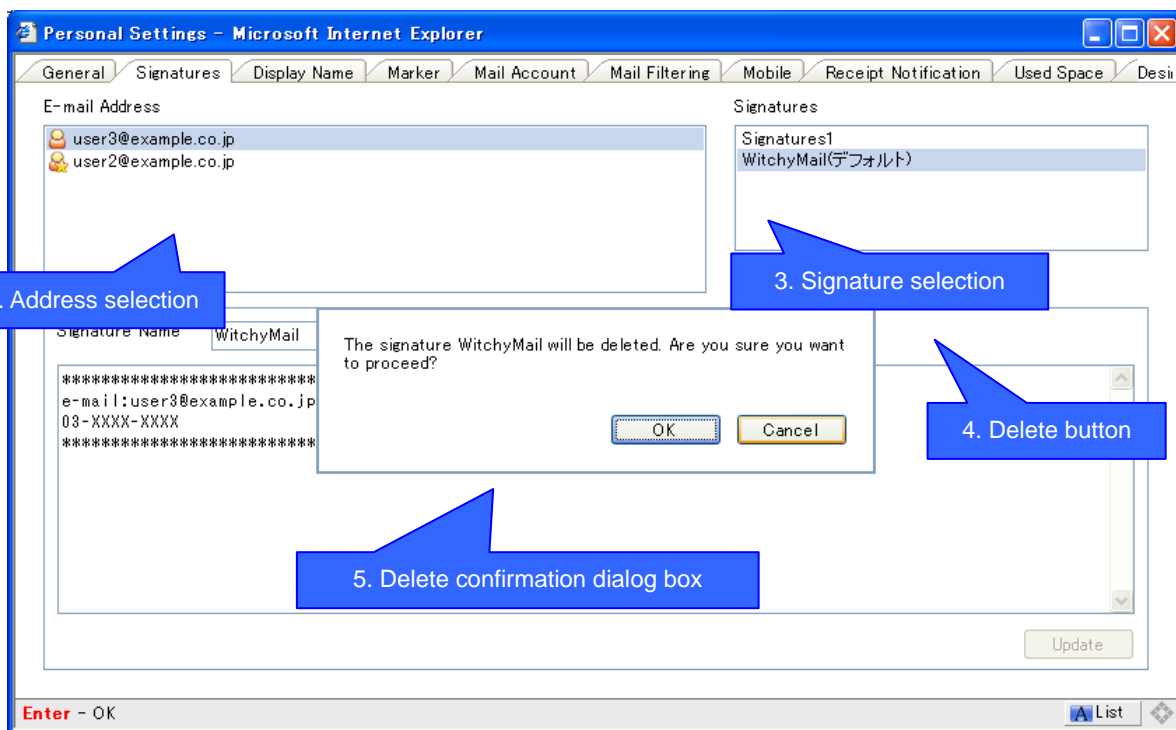 Personal Settings - Microsoft Internet Explorer
General Signatures Display Name Marker Mail Account Mail Filtering Mobile Receipt Notification Used Space Desi
E-mail Address
Signatures
user3@example.co.jp
user2@example.co.jp
Signatures1
WitchyMail(デフォルト)
. Address selection
3. Signature selection
Signature Name WitchyMail
The signature WitchyMail will be deleted. Are you sure you want
to proceed?
OK Cancel
**************************
e-mail:user3@example.co.jp
03-XXXX-XXXX
**************************
4. Delete button
5. Delete confirmation dialog box
Update
Enter - OK
A List